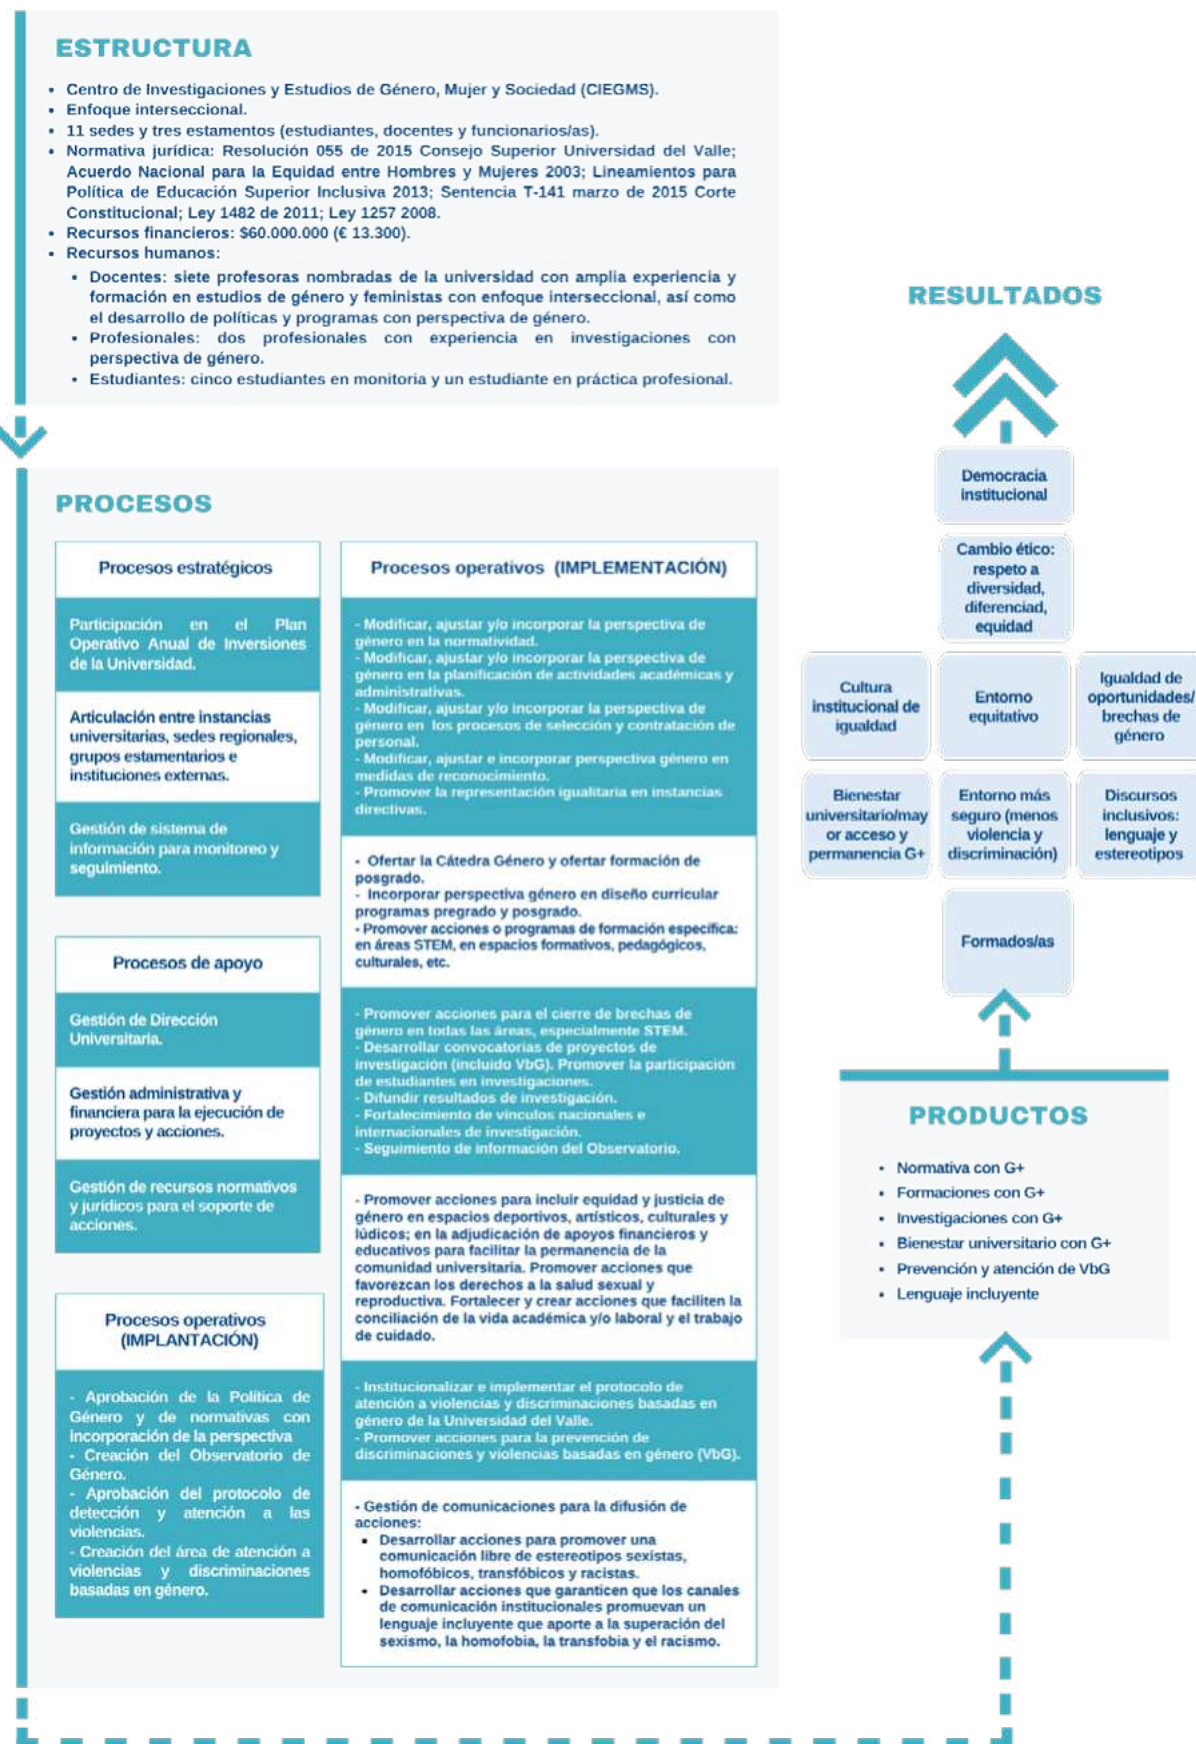 ESTRUCTURA
• Centro de Investigaciones y Estudios de Género, Mujer y Sociedad (CIEGMS).
• Enfoque interseccional.
• 11 sedes y tres estamentos (estudiantes, docentes y funcionarios/as).
• Normativa jurídica: Resolución 055 de 2015 Consejo Superior Universidad del Valle;
Acuerdo Nacional para la Equidad entre Hombres y Mujeres 2003; Lineamientos para
Política de Educación Superior Inclusiva 2013; Sentencia T-141 marzo de 2015 Corte
Constitucional; Ley 1482 de 2011; Ley 1257 2008.
• Recursos financieros: $60.000.000 (€ 13.300).
• Recursos humanos:
• Docentes: siete profesoras nombradas de la universidad con amplia experiencia y
formación en estudios de género y feministas con enfoque interseccional, así como
el desarrollo de políticas y programas con perspectiva de género.
• Profesionales: dos profesionales con experiencia en investigaciones con
perspectiva de género.
• Estudiantes: cinco estudiantes en monitoria y un estudiante en práctica profesional.
PROCESOS
Procesos estratégicos
Participación en el Plan
Operativo Anual de Inversiones
de la Universidad.
Articulación entre instancias
universitarias, sedes regionales,
grupos estamentarios e
instituciones externas.
Gestión de sistema de
información para monitoreo y
seguimiento.
Procesos de apoyo
Gestión de Dirección
Universitaria.
Gestión administrativa y
financiera para la ejecución de
proyectos y acciones.
Gestión de recursos normativos
y jurídicos para el soporte de
acciones.
Procesos operativos
(IMPLANTACIÓN)
- Aprobación de la Política de
Género y de normativas con
incorporación de la perspectiva
- Creación del Observatorio de
Género.
- Aprobación del protocolo de
detección y atención a las
violencias.
- Creación del área de atención a
violencias y discriminaciones
basadas en género.
Procesos operativos (IMPLEMENTACIÓN)
- Modificar, ajustar y/o incorporar la perspectiva de
género en la normatividad.
- Modificar, ajustar y/o incorporar la perspectiva de
género en la planificación de actividades académicas y
administrativas.
- Modificar, ajustar y/o incorporar la perspectiva de
género en los procesos de selección y contratación de
personal.
- Modificar, ajustar e incorporar perspectiva género en
medidas de reconocimiento.
- Promover la representación igualitaria en instancias
directivas.
- Ofertar la Cátedra Género y ofertar formación de
posgrado.
- Incorporar perspectiva género en diseño curricular
programas pregrado y posgrado.
- Promover acciones o programas de formación específica:
en áreas STEM, en espacios formativos, pedagógicos,
culturales, etc.
- Promover acciones para el cierre de brechas de
género en todas las áreas, especialmente STEM.
- Desarrollar convocatorias de proyectos de
investigación (incluido VbG). Promover la participación
de estudiantes en investigaciones.
- Difundir resultados de investigación.
- Fortalecimiento de vínculos nacionales e
internacionales de investigación.
- Seguimiento de información del Observatorio.
- Promover acciones para incluir equidad y justicia de
género en espacios deportivos, artísticos, culturales y
lúdicos; en la adjudicación de apoyos financieros y
educativos para facilitar la permanencia de la
comunidad universitaria. Promover acciones que
favorezcan los derechos a la salud sexual y
reproductiva. Fortalecer y crear acciones que faciliten la
conciliación de la vida académica y/o laboral y el trabajo
de cuidado.
- Institucionalizar e implementar el protocolo de
atención a violencias y discriminaciones basadas en
género de la Universidad del Valle.
- Promover acciones para la prevención de
discriminaciones y violencias basadas en género (VbG).
- Gestión de comunicaciones para la difusión de
acciones:
• Desarrollar acciones para promover una
comunicación libre de estereotipos sexistas,
homofóbicos, transfóbicos y racistas.
• Desarrollar acciones que garanticen que los canales
de comunicación institucionales promuevan un
lenguaje incluyente que aporte a la superación del
sexismo, la homofobia, la transfobia y el racismo.
RESULTADOS
Democracia
institucional
Cambio ético:
respeto a
diversidad,
diferenciad,
equidad
Cultura
institucional de
igualdad
Entorno
equitativo
Igualdad de
oportunidades/
brechas de
género
Bienestar
universitario/may
or acceso y
permanencia G+
Entorno más
seguro (menos
violencia y
discriminación)
Discursos
inclusivos:
lenguaje y
estereotipos
Formados/as
PRODUCTOS
• Normativa con G+
• Formaciones con G+
• Investigaciones con G+
• Bienestar universitario con G+
• Prevención y atención de VbG
• Lenguaje incluyente